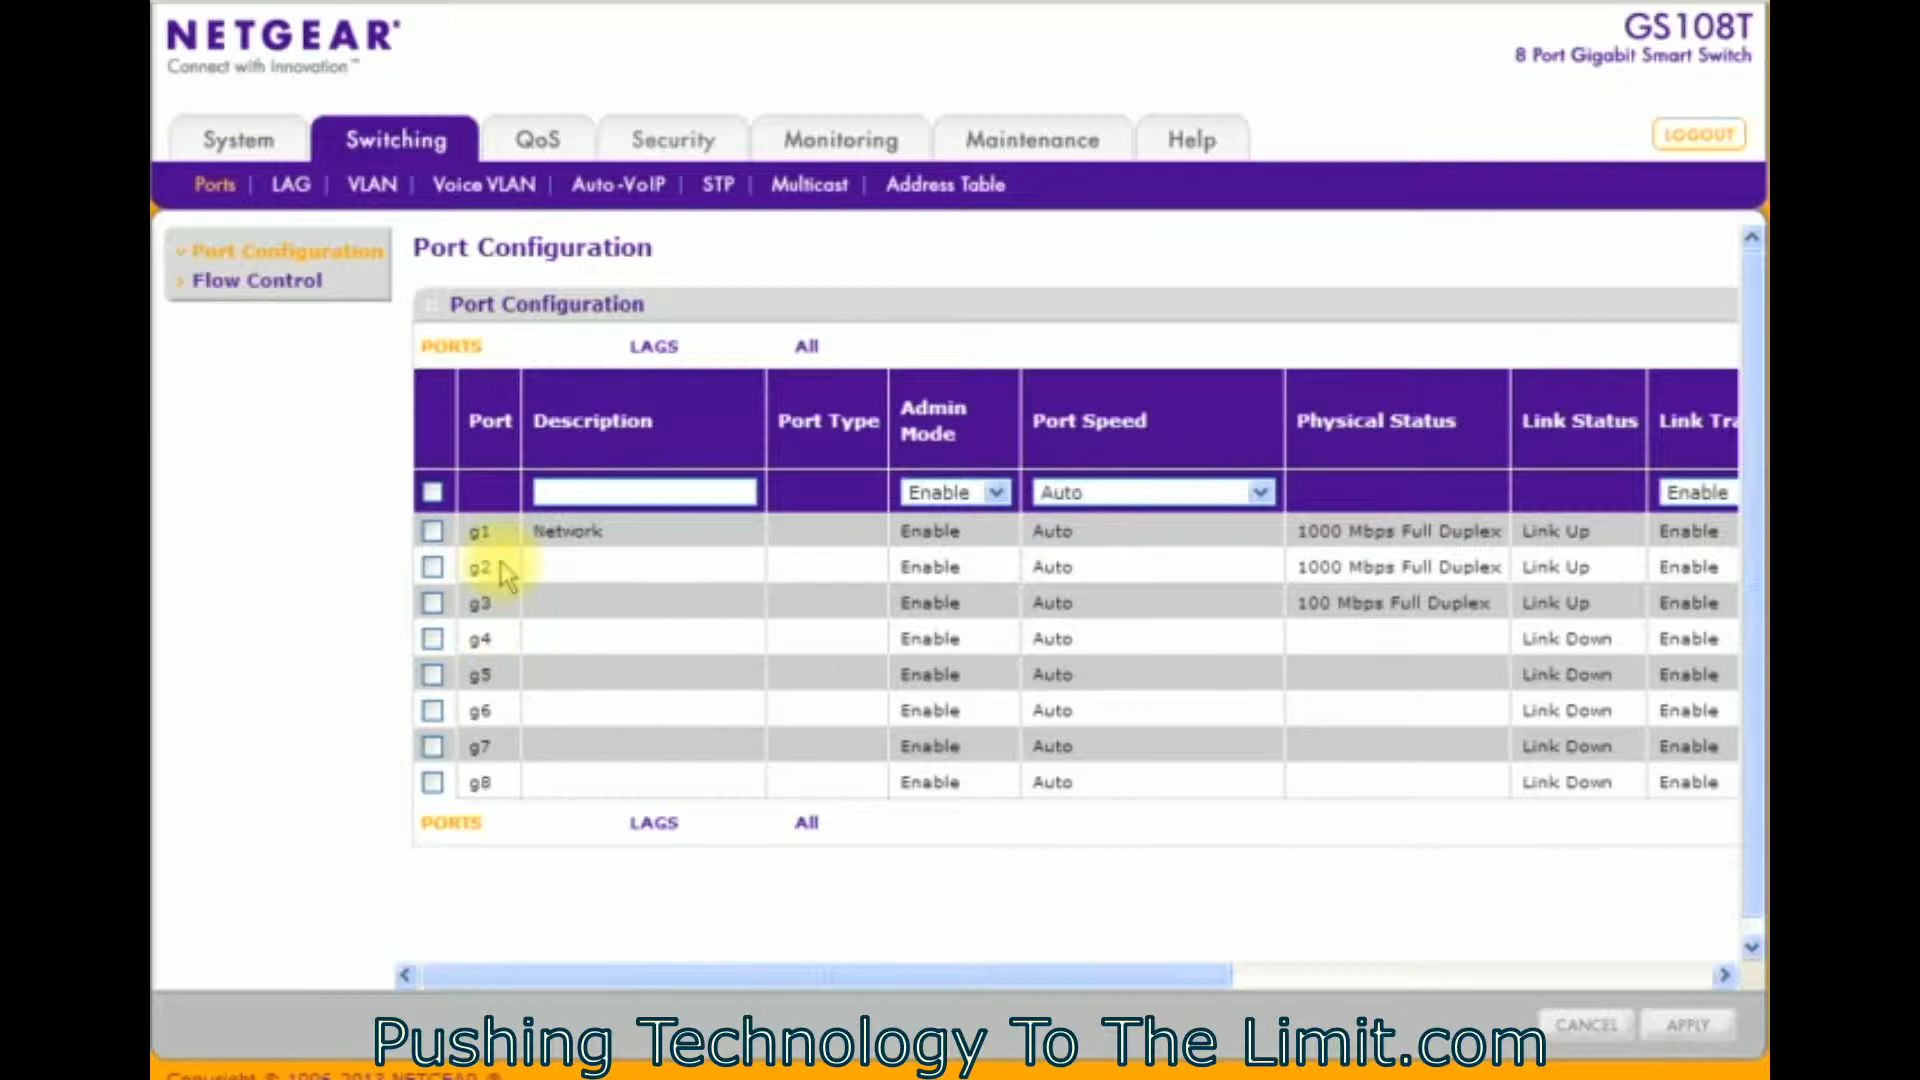 NETGEAR
Connect with Innovation™
GS108T
8 Port Gigabit Smart Switch
System Switching QoS Security Monitoring Maintenance Help LOGOUT
Ports | LAG | VLAN | Voice VLAN | Auto-VoIP | STP | Multicast | Address Table
Port Configuration
Flow Control
Port Configuration
Port Configuration
PORTS LAGS All
Port Description Port Type Admin Mode Port Speed Physical Status Link Status Link Tra
Enable Auto Enable
g1 Network Enable Auto 1000 Mbps Full Duplex Link Up Enable
g2 Enable Auto 1000 Mbps Full Duplex Link Up Enable
g3 Enable Auto 100 Mbps Full Duplex Link Up Enable
g4 Enable Auto Link Down Enable
g5 Enable Auto Link Down Enable
g6 Enable Auto Link Down Enable
g7 Enable Auto Link Down Enable
g8 Enable Auto Link Down Enable
PORTS LAGS All
CANCEL APPLY
Pushing Technology To The Limit.com
Copyright © 1996-2013 NETGEAR ®